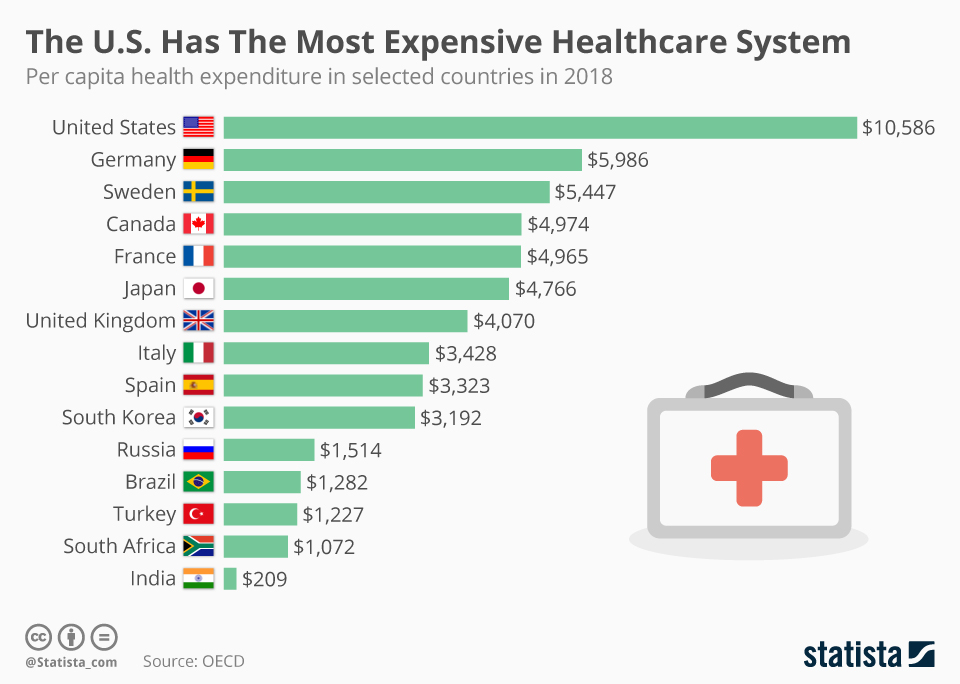 The U.S. Has The Most Expensive Healthcare System
Per capita health expenditure in selected countries in 2018
United States $10,586
Germany $5,986
Sweden $5,447
Canada $4,974
France $4,965
Japan $4,766
United Kingdom $4,070
Italy $3,428
Spain $3,323
South Korea $3,192
Russia $1,514
Brazil $1,282
Turkey $1,227
South Africa $1,072
India $209
cc
@Statista_com Source: OECD
statista